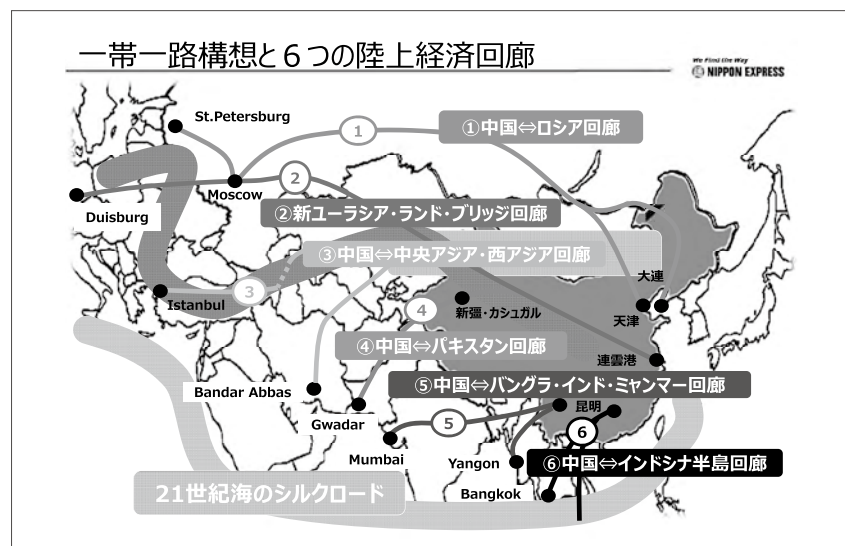 一帯一路構想と６つの陸上経済回廊
We Find the Way
NIPPON EXPRESS
St.Petersburg
1
①中国⇔ロシア回廊
Moscow
2
Duisburg
②新ユーラシア・ランド・ブリッジ回廊
③中国⇔中央アジア・西アジア回廊
大連
3
Istanbul
4
新疆・カシュガル
天津
④中国⇔パキスタン回廊
連雲港
Bandar Abbas
⑤中国⇔バングラ・インド・ミャンマー回廊
昆明
Gwadar
5
6
Mumbai
Yangon
⑥中国⇔インドシナ半島回廊
21世紀海のシルクロード
Bangkok